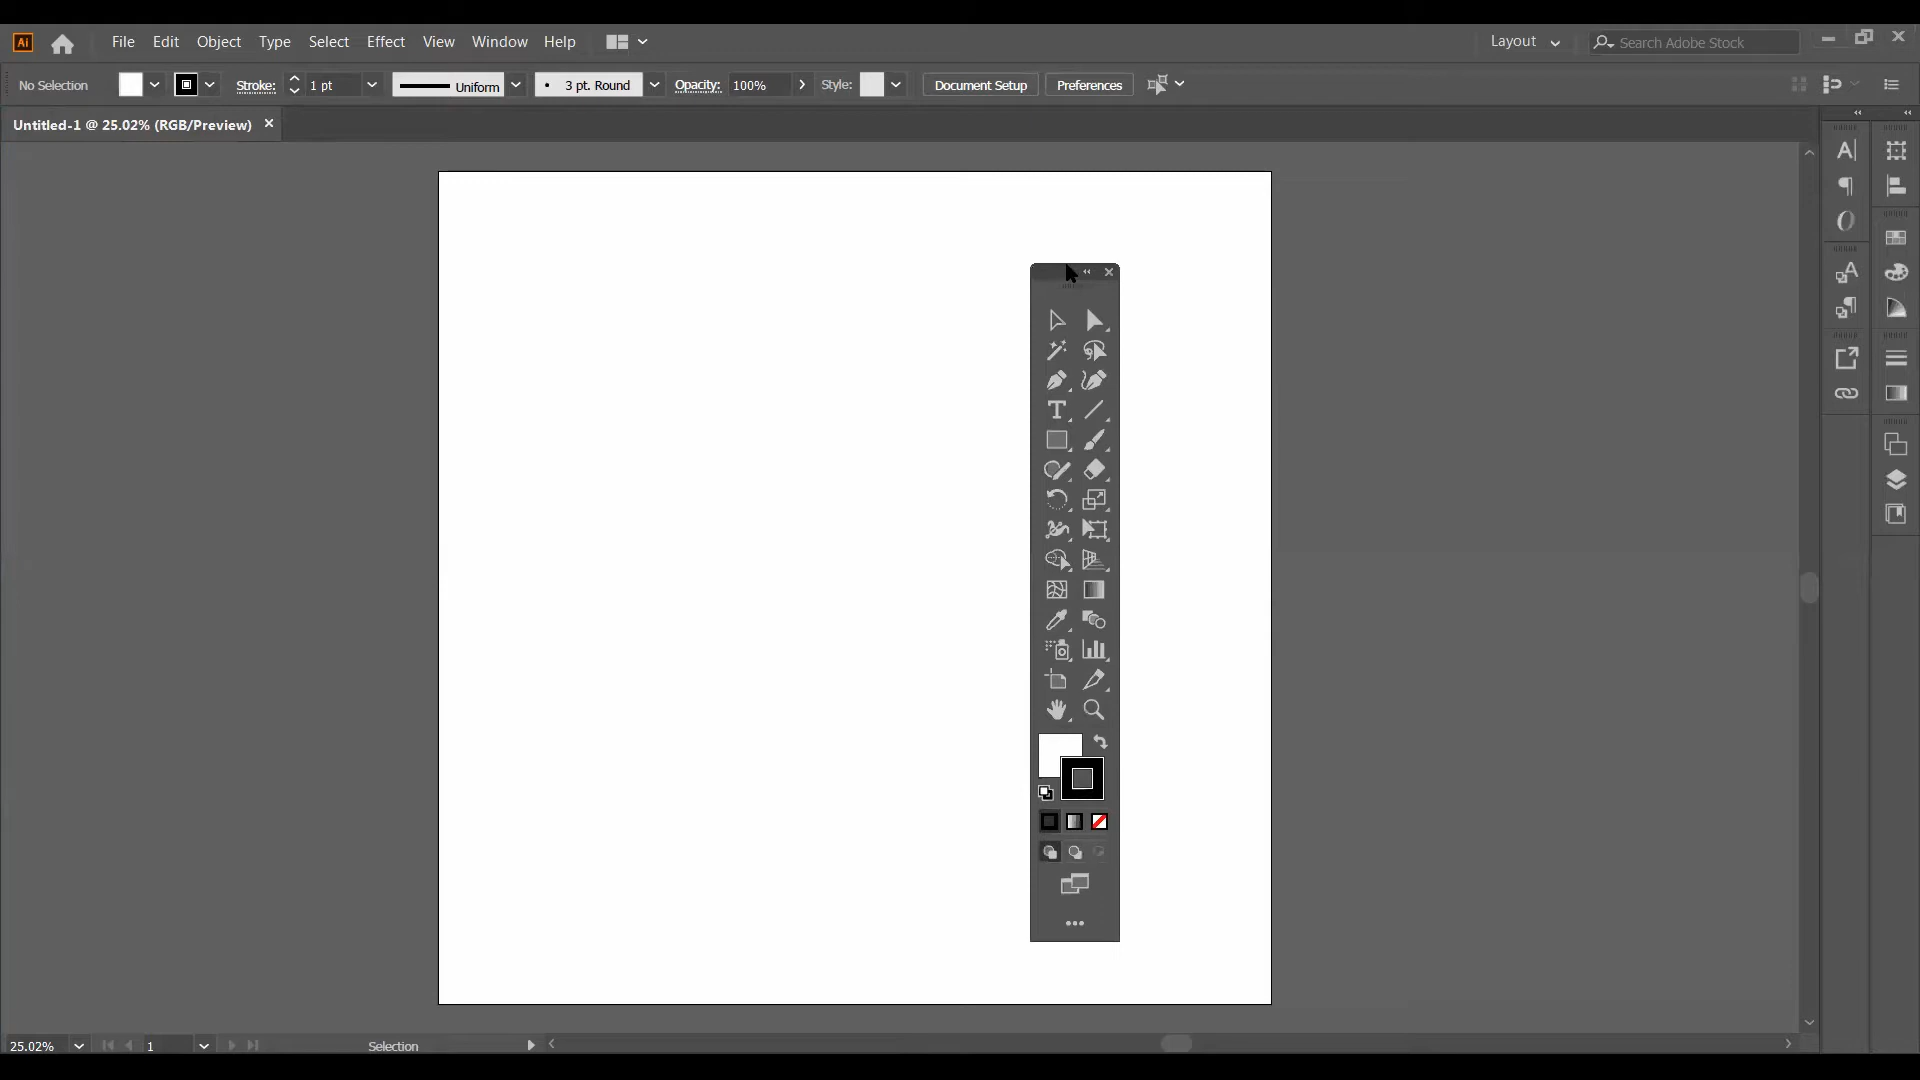 Ai File Edit Object Type Select Effect View Window Help Layout Search Adobe Stock
No Selection Stroke: 1 pt Uniform 3 pt. Round Opacity: 100% Style: Document Setup Preferences
Untitled-1 @ 25.02% (RGB/Preview)
25.02% 1 Selection